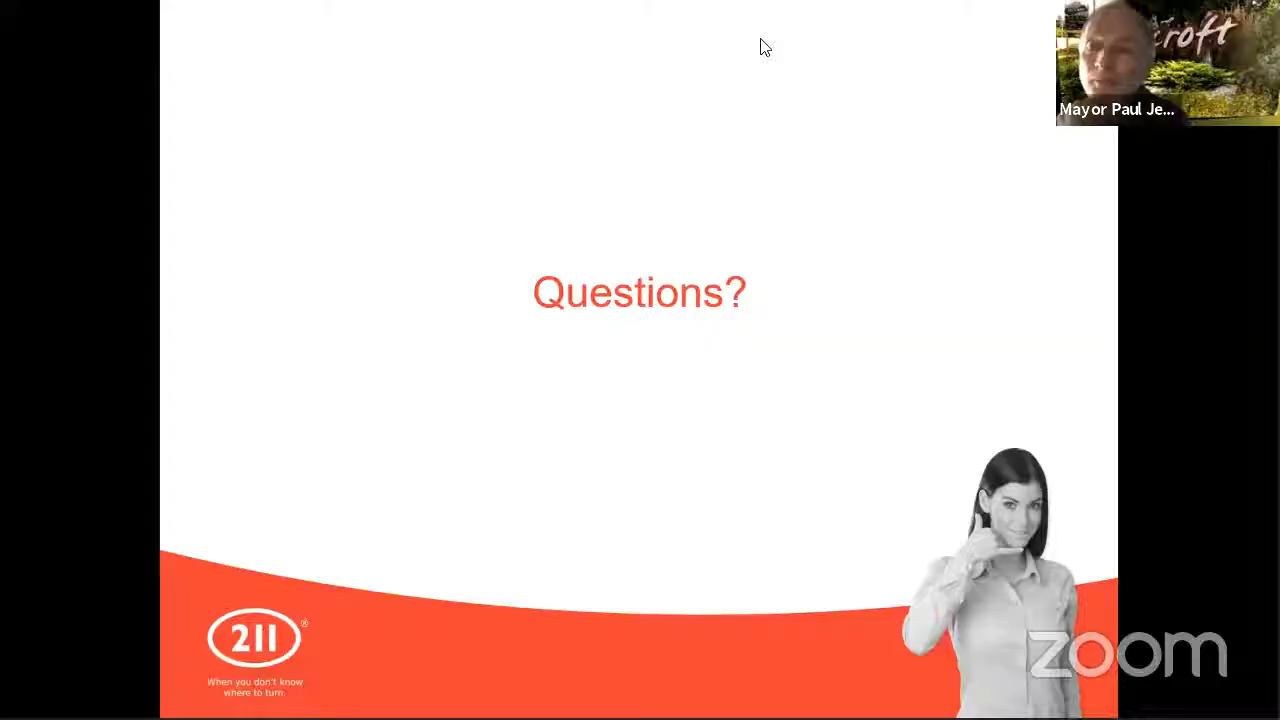 croft
Mayor Paul Je...
Questions?
211®
When you don't know
where to turn.
zoom